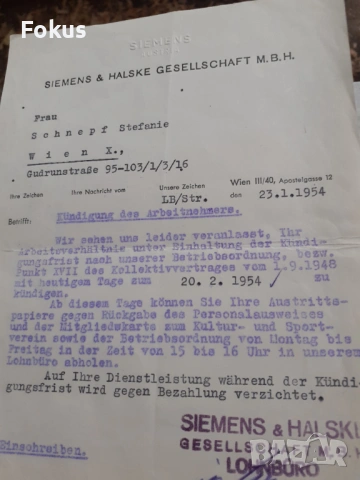 Fokus
SIEMENS
SIEMENS & HALSKE GESELLSCHAFT M.B.H.
Frau
Schnepf Stefanie
Wien X.,
Gudrunstraße 95-103/1/3/16
Ihre Zeichen Ihre Nachricht vom Unsere Zeichen Wien III/40, Apostelgasse 12
LB/Str. den 23.1.1954
Betrifft: Kündigung des Arbeitnehmers.
Wir sehen uns leider veranlasst, Ihr
Arbeitsverhältnis unter Einhaltung der Kündi-
gungsfrist nach unserer Betriebsordnung, bezw.
Punkt XVII des Kollektivvertrages vom 1.9.1948
mit heutigem Tage zum 20.2.1954 / zu
kündigen.
Ab diesem Tage können Sie Ihre Austritts-
papiere gegen Rückgabe des Personalausweises
und der Mitgliedskarte zum Kultur- und Sport-
verein sowie der Betriebsordnung von Montag bis
Freitag in der Zeit von 15 bis 16 Uhr in unserem
Lohnbüro abholen.
Auf Ihre Dienstleistung während der Kündi-
gungsfrist wird gegen Bezahlung verzichtet.
SIEMENS & HALSKE
GESELLSCHAFT M.B.H.
LOHNBÜRO
Einschreiben.
bazar